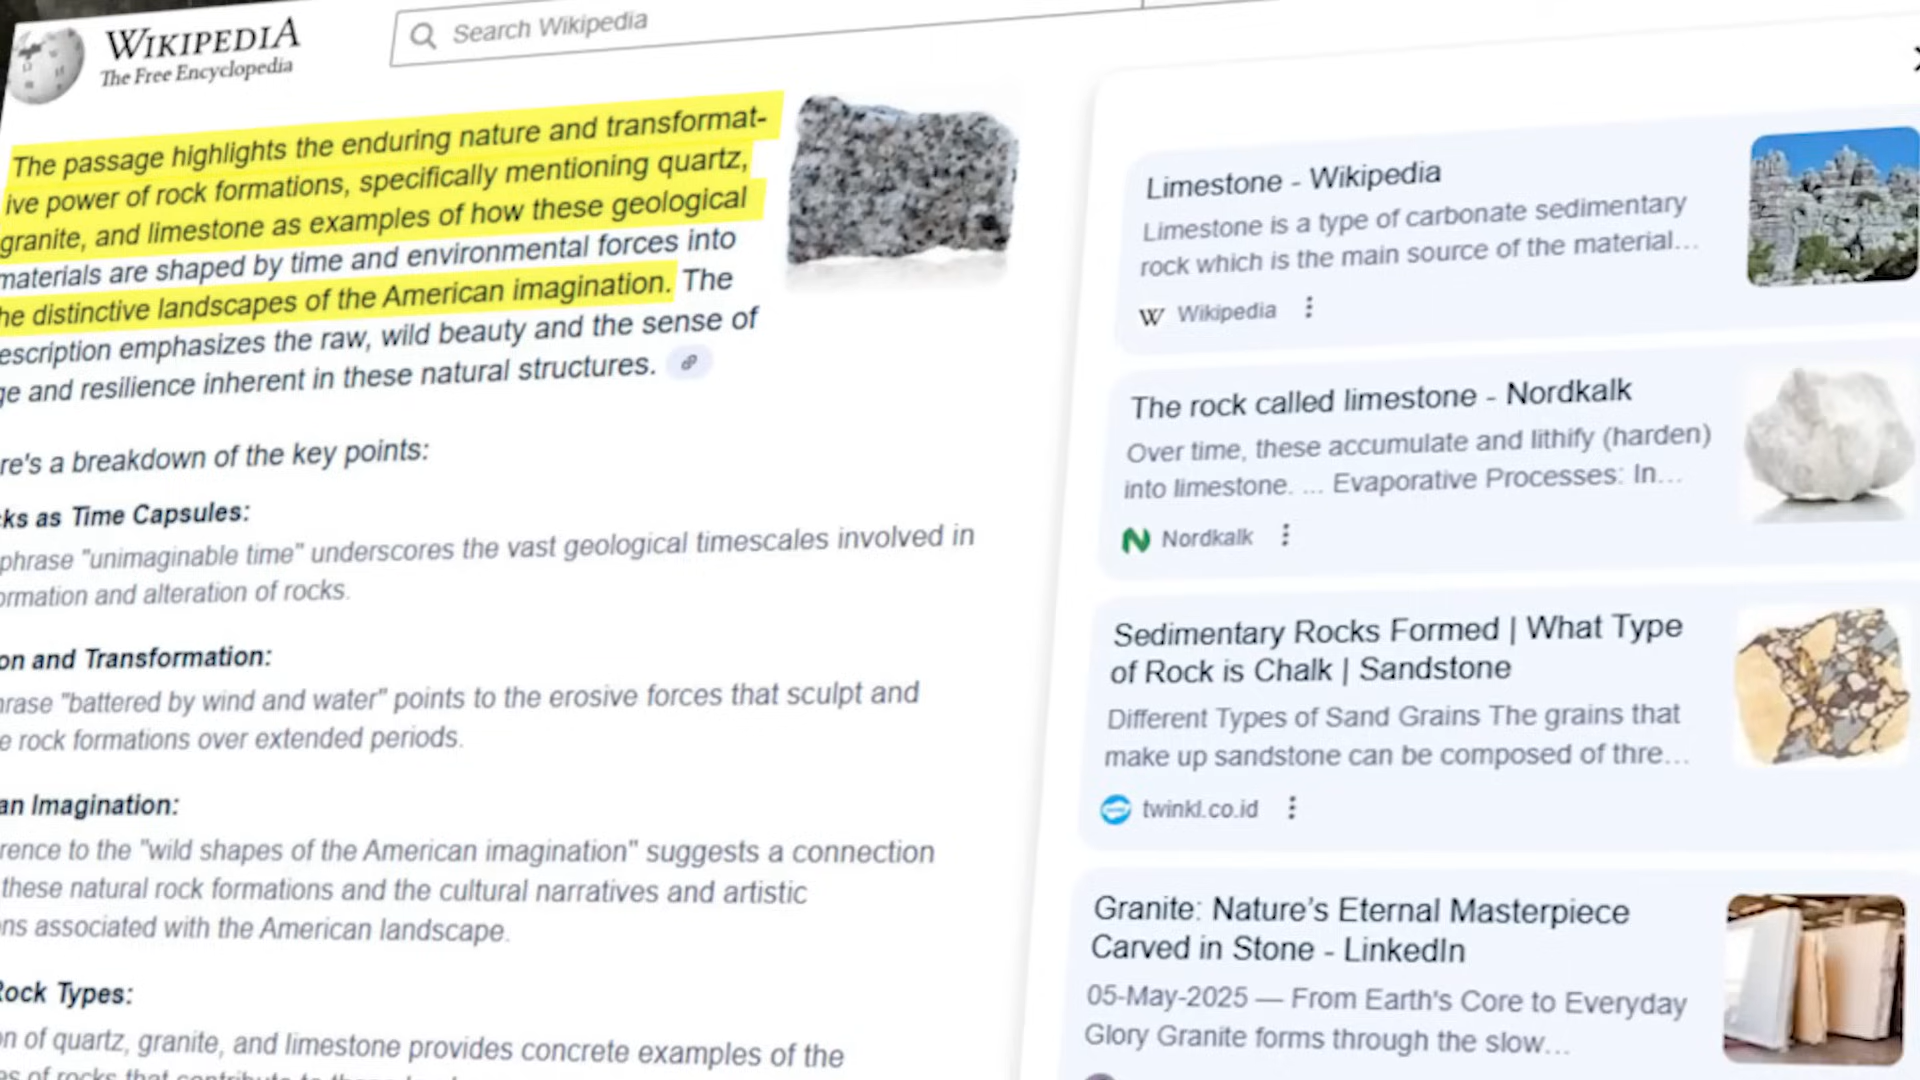 WIKIPEDIA
The Free Encyclopedia
Search Wikipedia
The passage highlights the enduring nature and transformat-
ive power of rock formations, specifically mentioning quartz,
granite, and limestone as examples of how these geological
materials are shaped by time and environmental forces into
he distinctive landscapes of the American imagination. The
escription emphasizes the raw, wild beauty and the sense of
ge and resilience inherent in these natural structures.
re's a breakdown of the key points:
cks as Time Capsules:
phrase "unimaginable time" underscores the vast geological timescales involved in
ormation and alteration of rocks.
on and Transformation:
hrase "battered by wind and water" points to the erosive forces that sculpt and
e rock formations over extended periods.
an Imagination:
rence to the "wild shapes of the American imagination" suggests a connection
these natural rock formations and the cultural narratives and artistic
ons associated with the American landscape.
Rock Types:
on of quartz, granite, and limestone provides concrete examples of the
es of rocks that contribute to
Limestone - Wikipedia
Limestone is a type of carbonate sedimentary
rock which is the main source of the material...
W Wikipedia
The rock called limestone - Nordkalk
Over time, these accumulate and lithify (harden)
into limestone. ... Evaporative Processes: In...
Nordkalk
Sedimentary Rocks Formed | What Type
of Rock is Chalk | Sandstone
Different Types of Sand Grains The grains that
make up sandstone can be composed of thre...
twinkl.co.id
Granite: Nature's Eternal Masterpiece
Carved in Stone - LinkedIn
05-May-2025 — From Earth's Core to Everyday
Glory Granite forms through the slow...